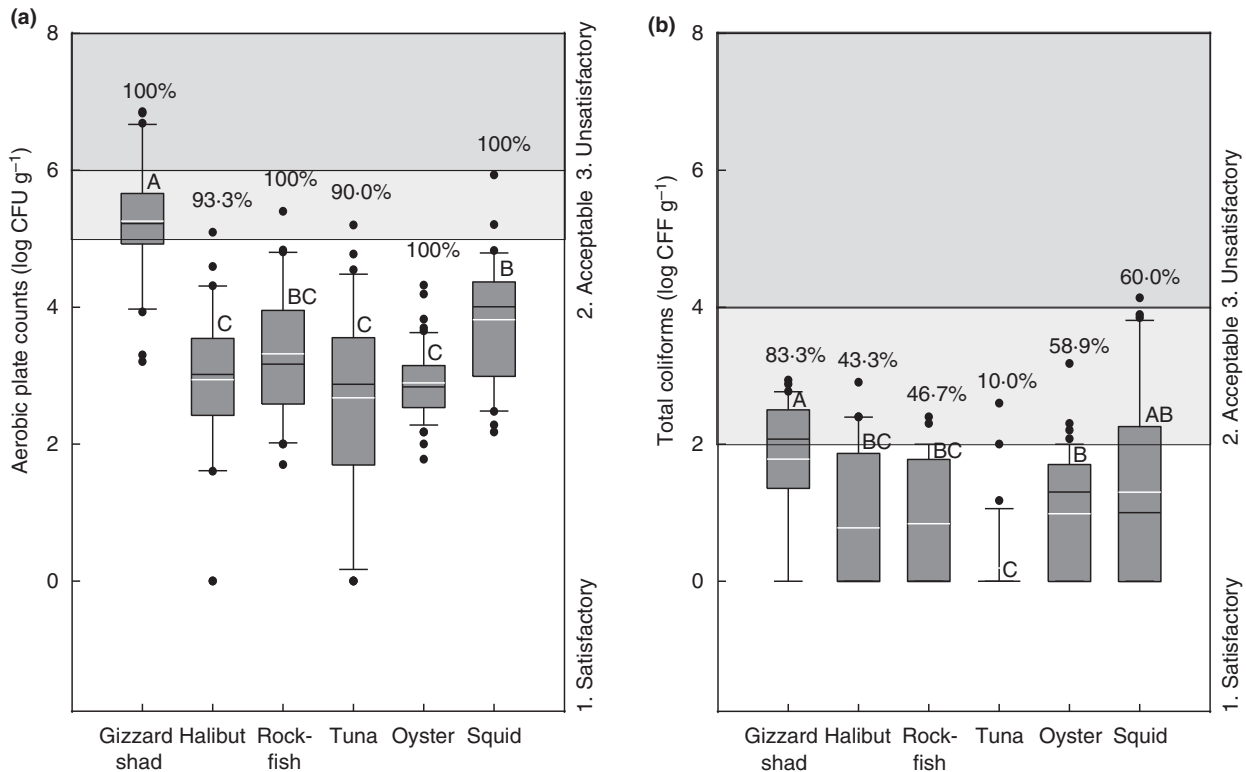 (a)
8
6
4
2
0
Aerobic plate counts (log CFU g⁻¹)
100%
93·3%
100%
90·0%
100%
100%
A
C
BC
C
C
B
1. Satisfactory 2. Acceptable 3. Unsatisfactory
Gizzard Halibut Rock- Tuna Oyster Squid
shad fish
(b)
8
6
4
2
0
Total coliforms (log CFF g⁻¹)
83·3%
43·3%
46·7%
10·0%
58·9%
60·0%
A
BC
BC
C
B
AB
1. Satisfactory 2. Acceptable 3. Unsatisfactory
Gizzard Halibut Rock- Tuna Oyster Squid
shad fish